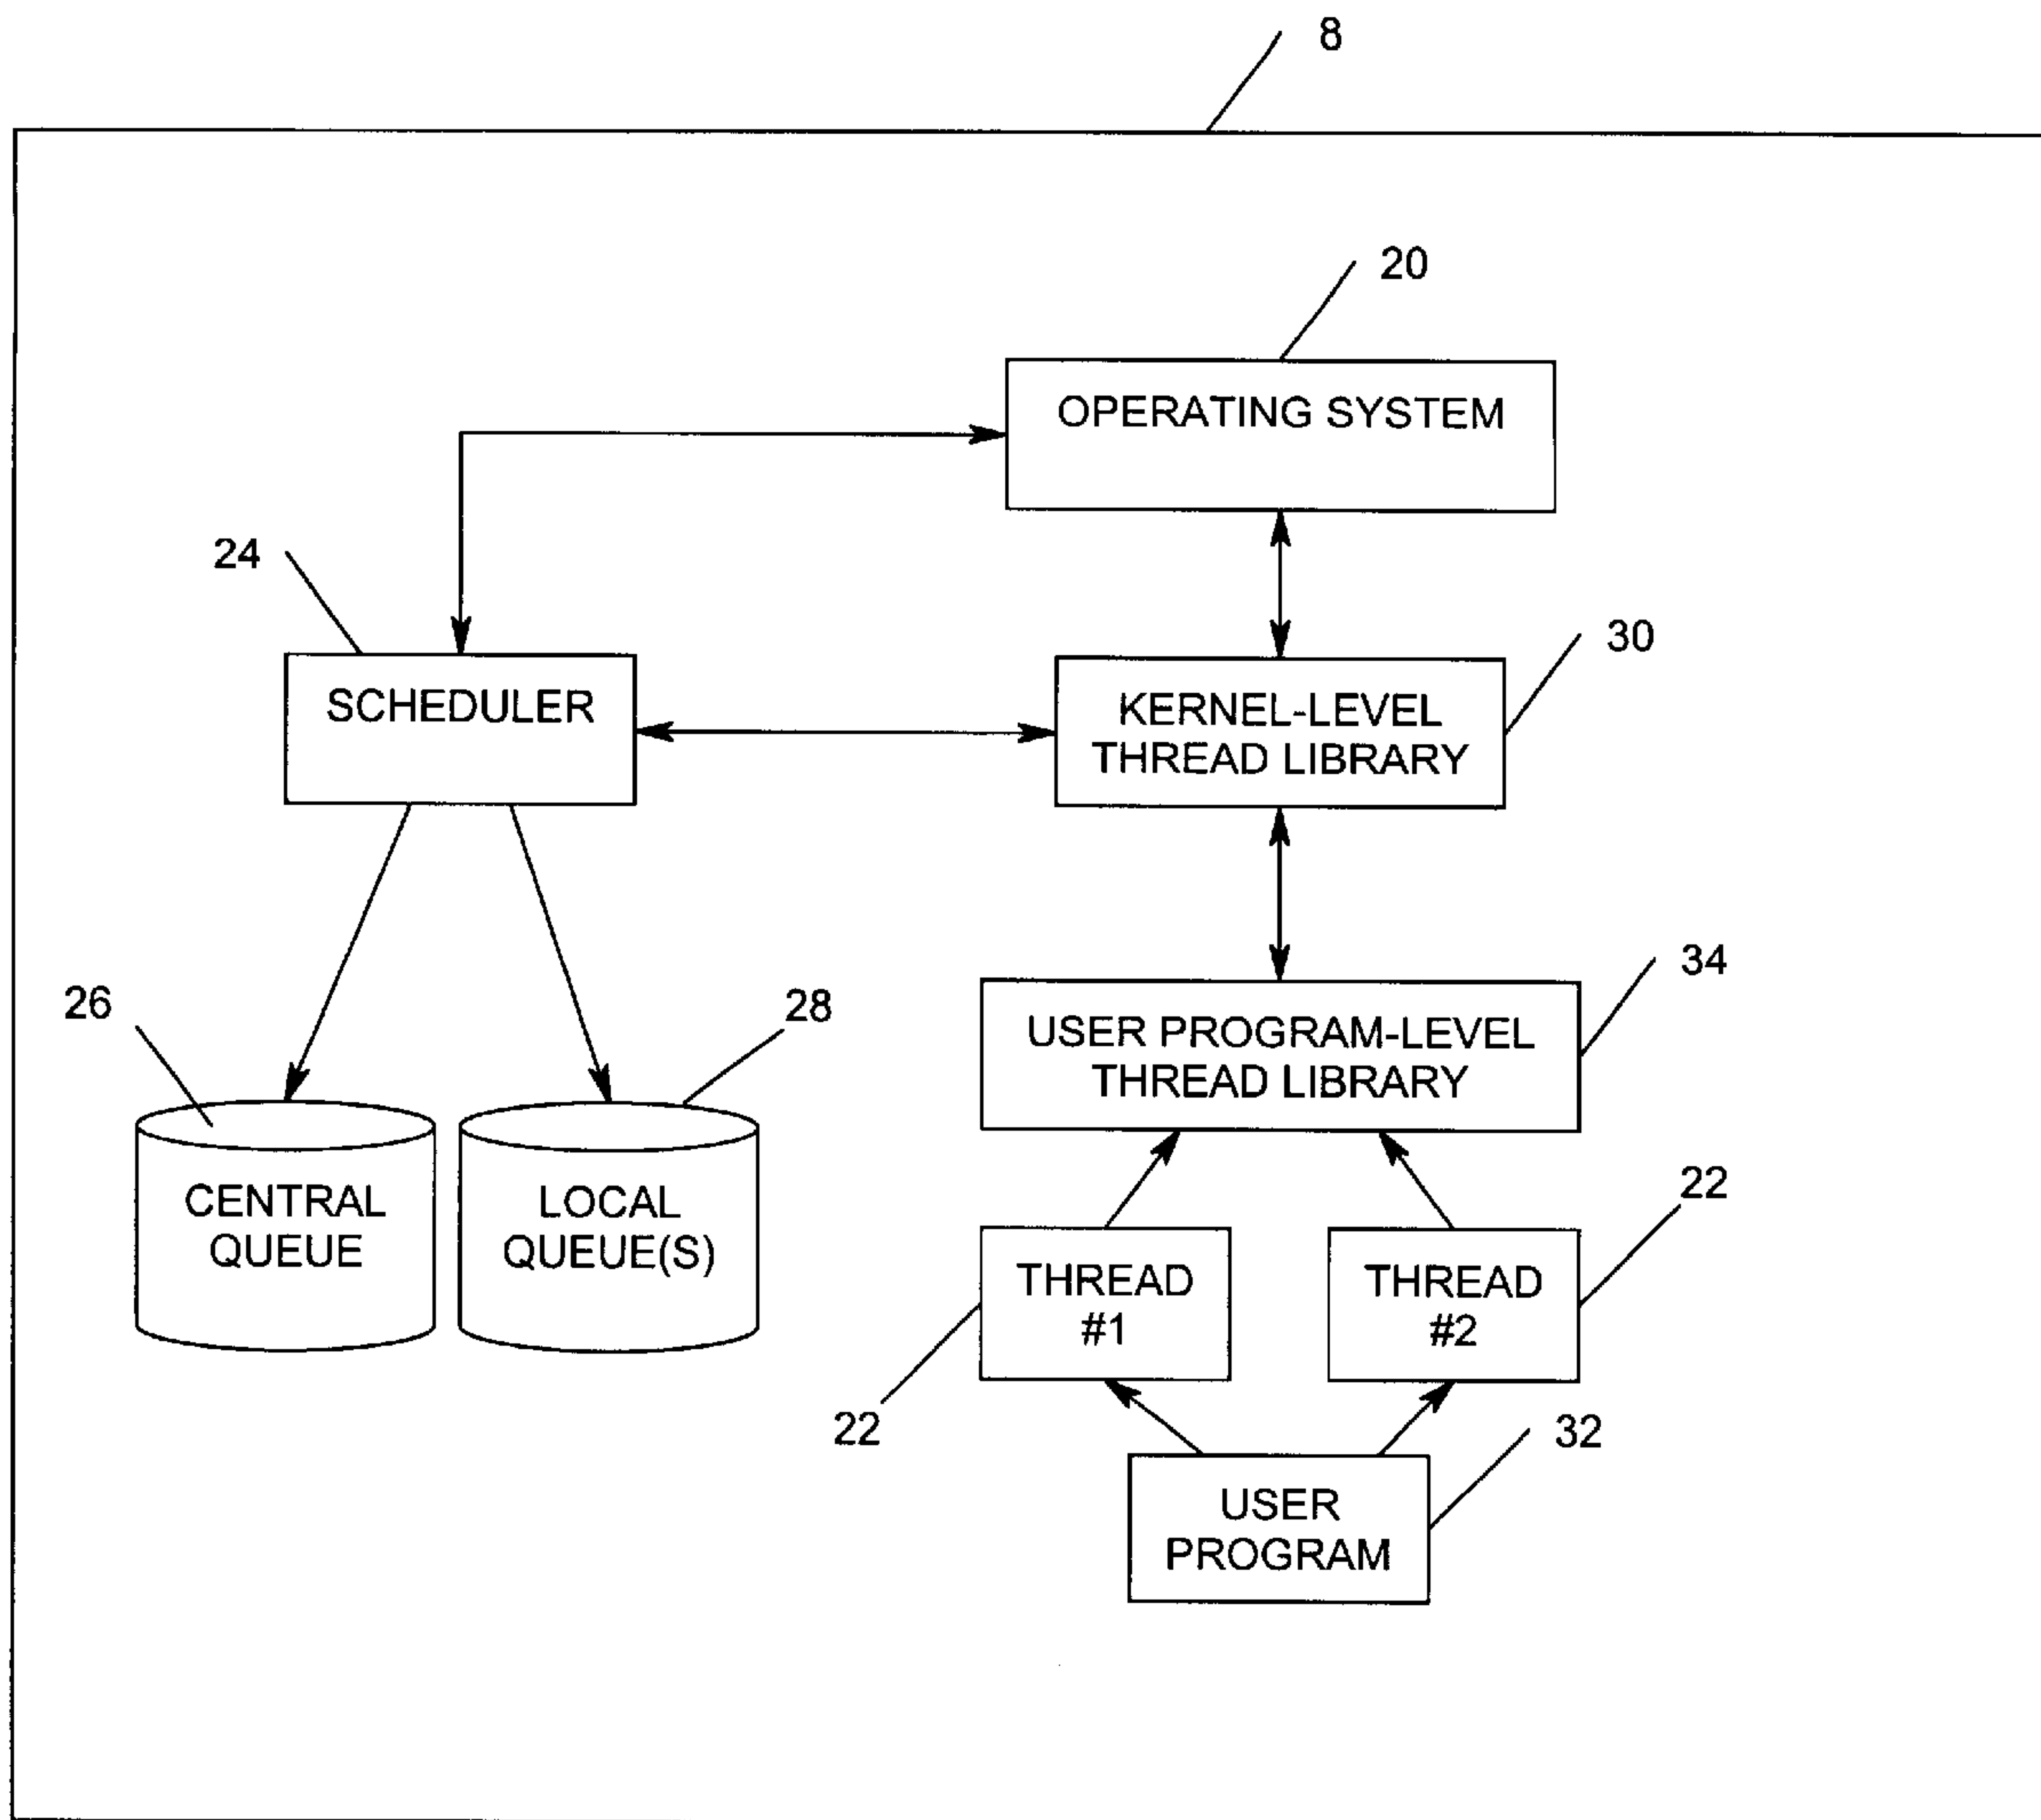 8
20
OPERATING SYSTEM
24
30
SCHEDULER
KERNEL-LEVEL
THREAD LIBRARY
34
26
28
USER PROGRAM-LEVEL
THREAD LIBRARY
CENTRAL
QUEUE
LOCAL
QUEUE(S)
22
THREAD
#1
THREAD
#2
22
32
USER
PROGRAM